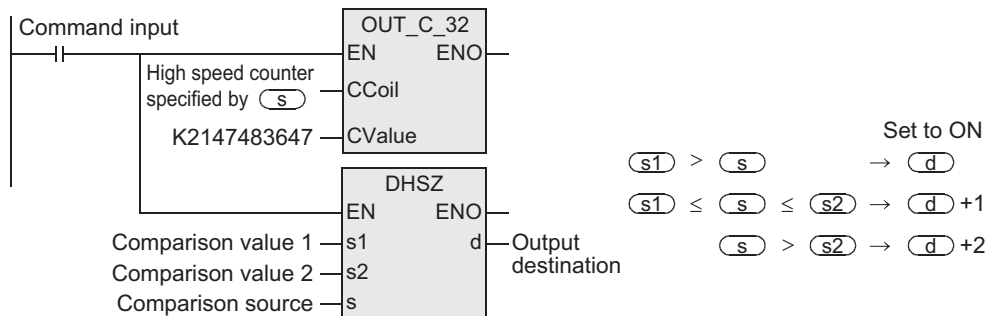 Command input
OUT_C_32
EN ENO
High speed counter
specified by s
CCoil
K2147483647
CValue
DHSZ
EN ENO
Comparison value 1
s1 d
Output
destination
Comparison value 2
s2
Comparison source
s
Set to ON
s1 > s → d
s1 ≤ s ≤ s2 → d +1
s > s2 → d +2